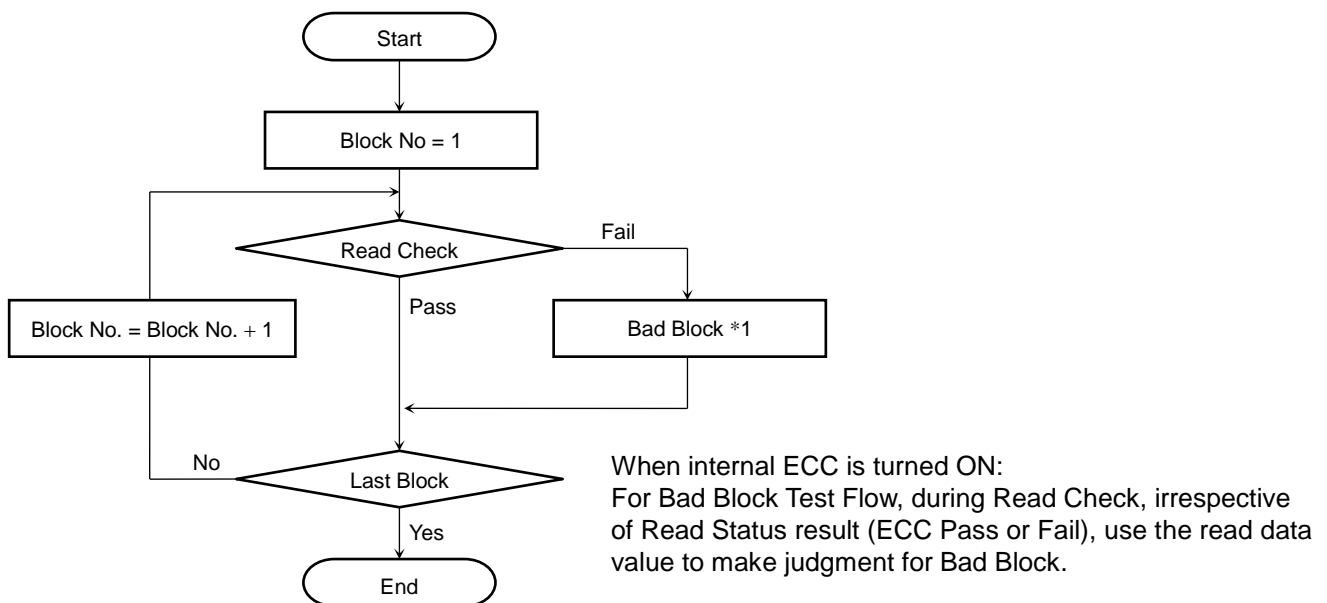 Start
Block No = 1
Read Check
Fail
Pass
Block No. = Block No. + 1
Bad Block *1
No
Last Block
When internal ECC is turned ON:
For Bad Block Test Flow, during Read Check, irrespective
of Read Status result (ECC Pass or Fail), use the read data
value to make judgment for Bad Block.
Yes
End